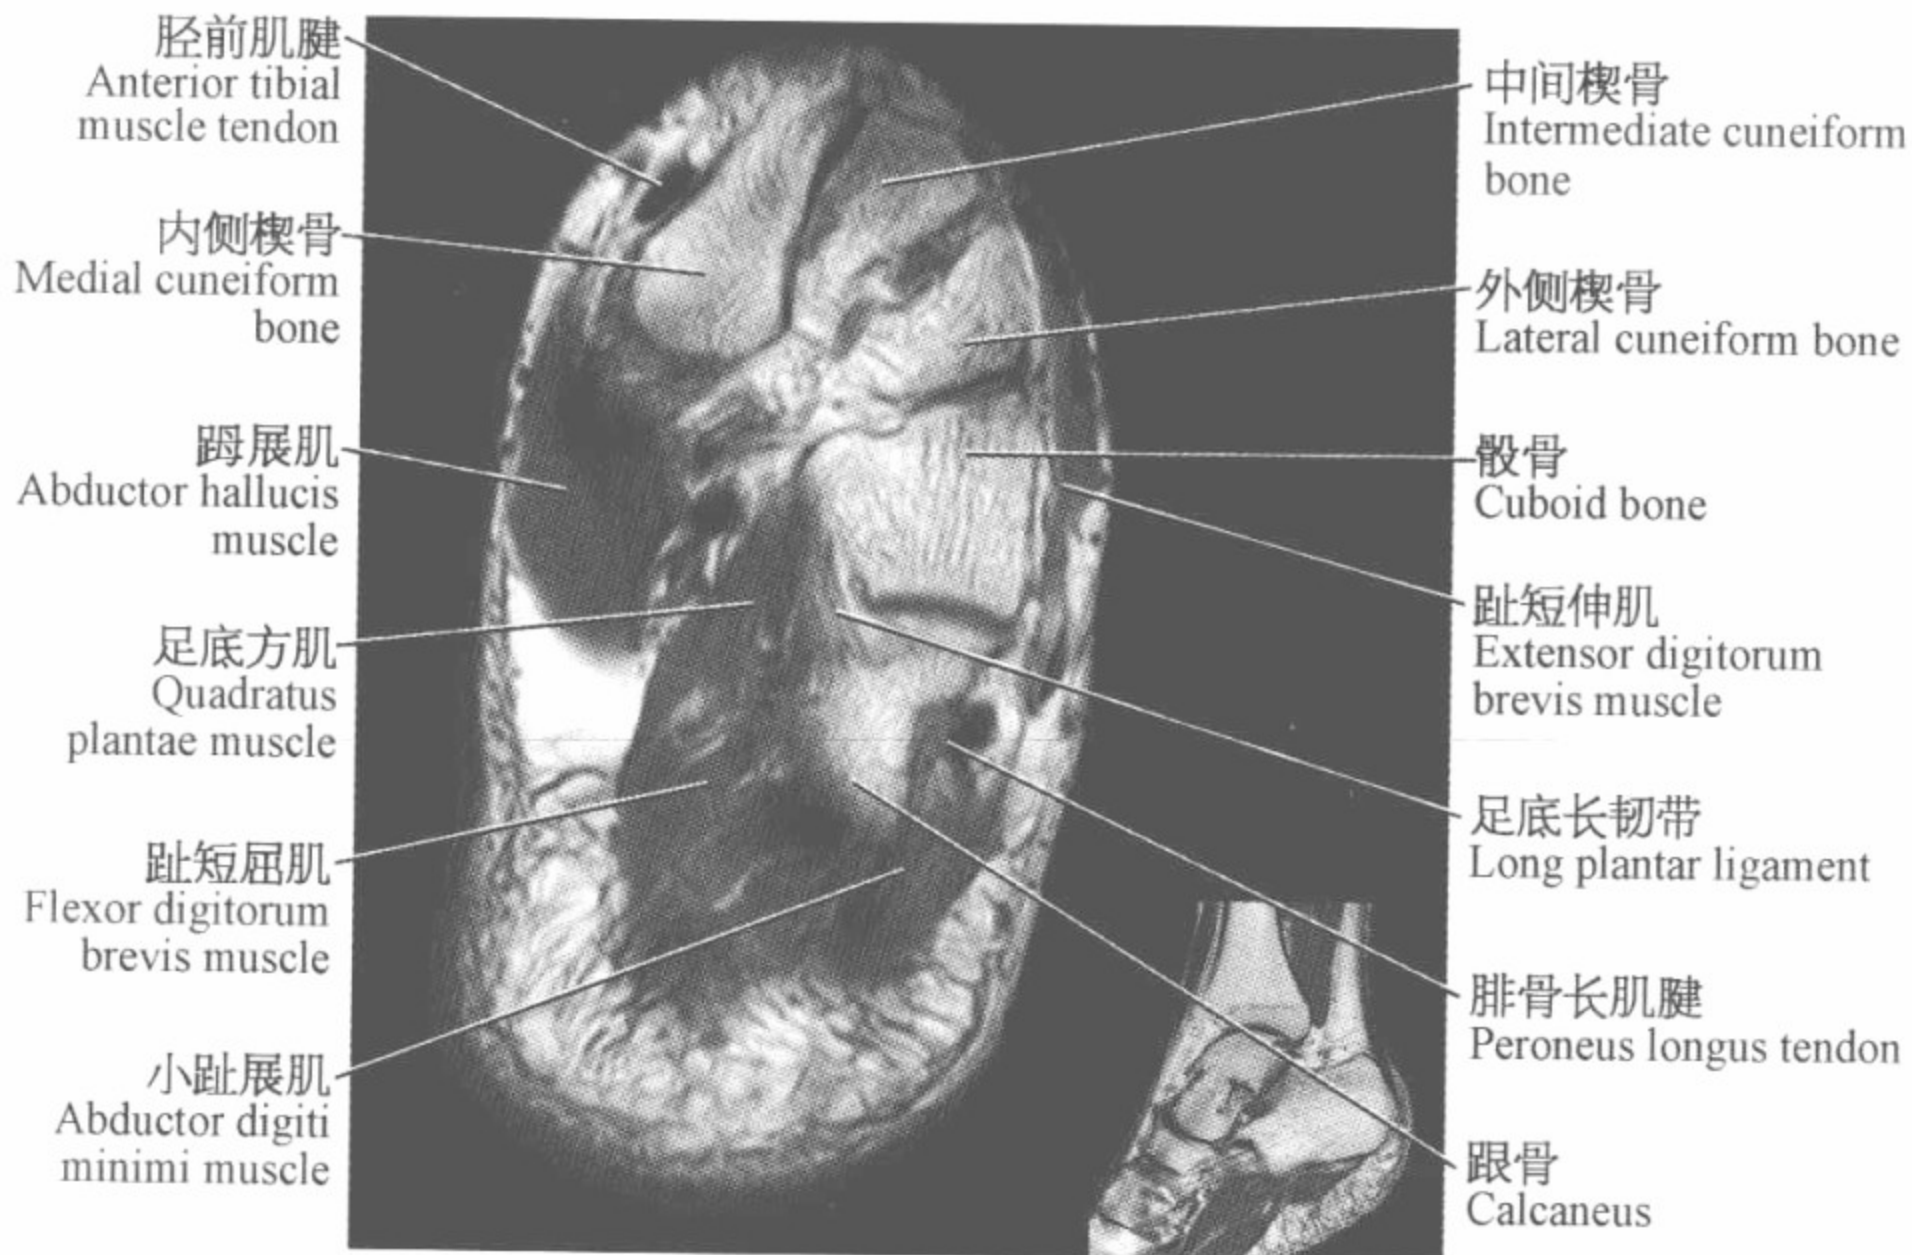 胫前肌腱
Anterior tibial
muscle tendon
内侧楔骨
Medial cuneiform
bone
踇展肌
Abductor hallucis
muscle
足底方肌
Quadratus
plantae muscle
趾短屈肌
Flexor digitorum
brevis muscle
小趾展肌
Abductor digiti
minimi muscle
中间楔骨
Intermediate cuneiform
bone
外侧楔骨
Lateral cuneiform bone
骰骨
Cuboid bone
趾短伸肌
Extensor digitorum
brevis muscle
足底长韧带
Long plantar ligament
腓骨长肌腱
Peroneus longus tendon
跟骨
Calcaneus